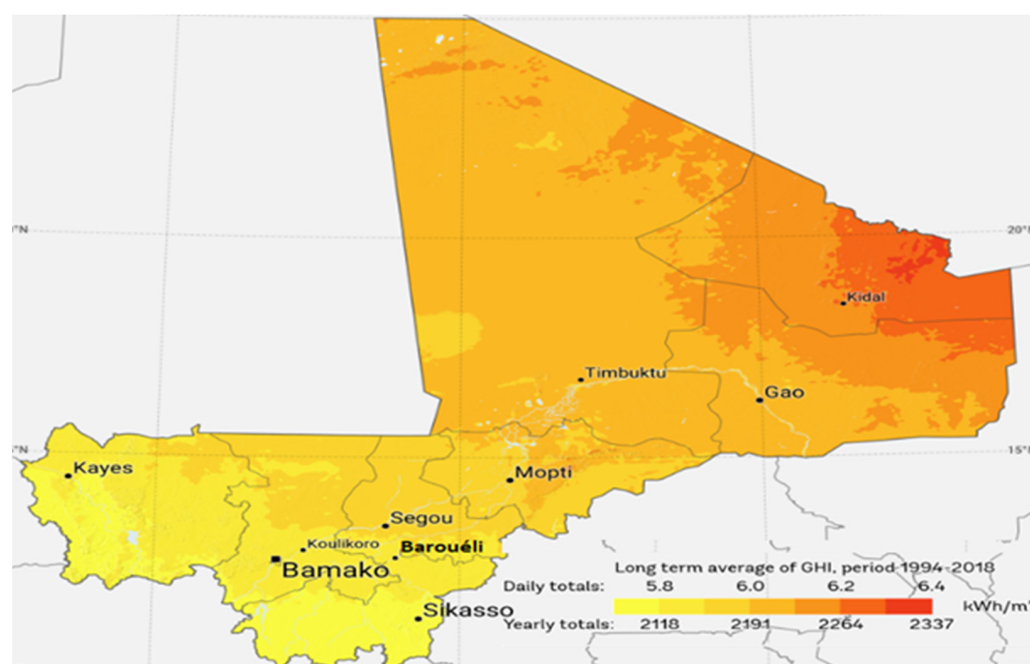 °N
20°N
Kidal
Timbuktu
Gao
°N
15°N
Kayes
Mopti
Segou
Koulikoro
Barouéli
Bamako
Sikasso
Long term average of GHI, period 1994-2018
Daily totals: 5.8 6.0 6.2 6.4
kWh/m²
Yearly totals: 2118 2191 2264 2337